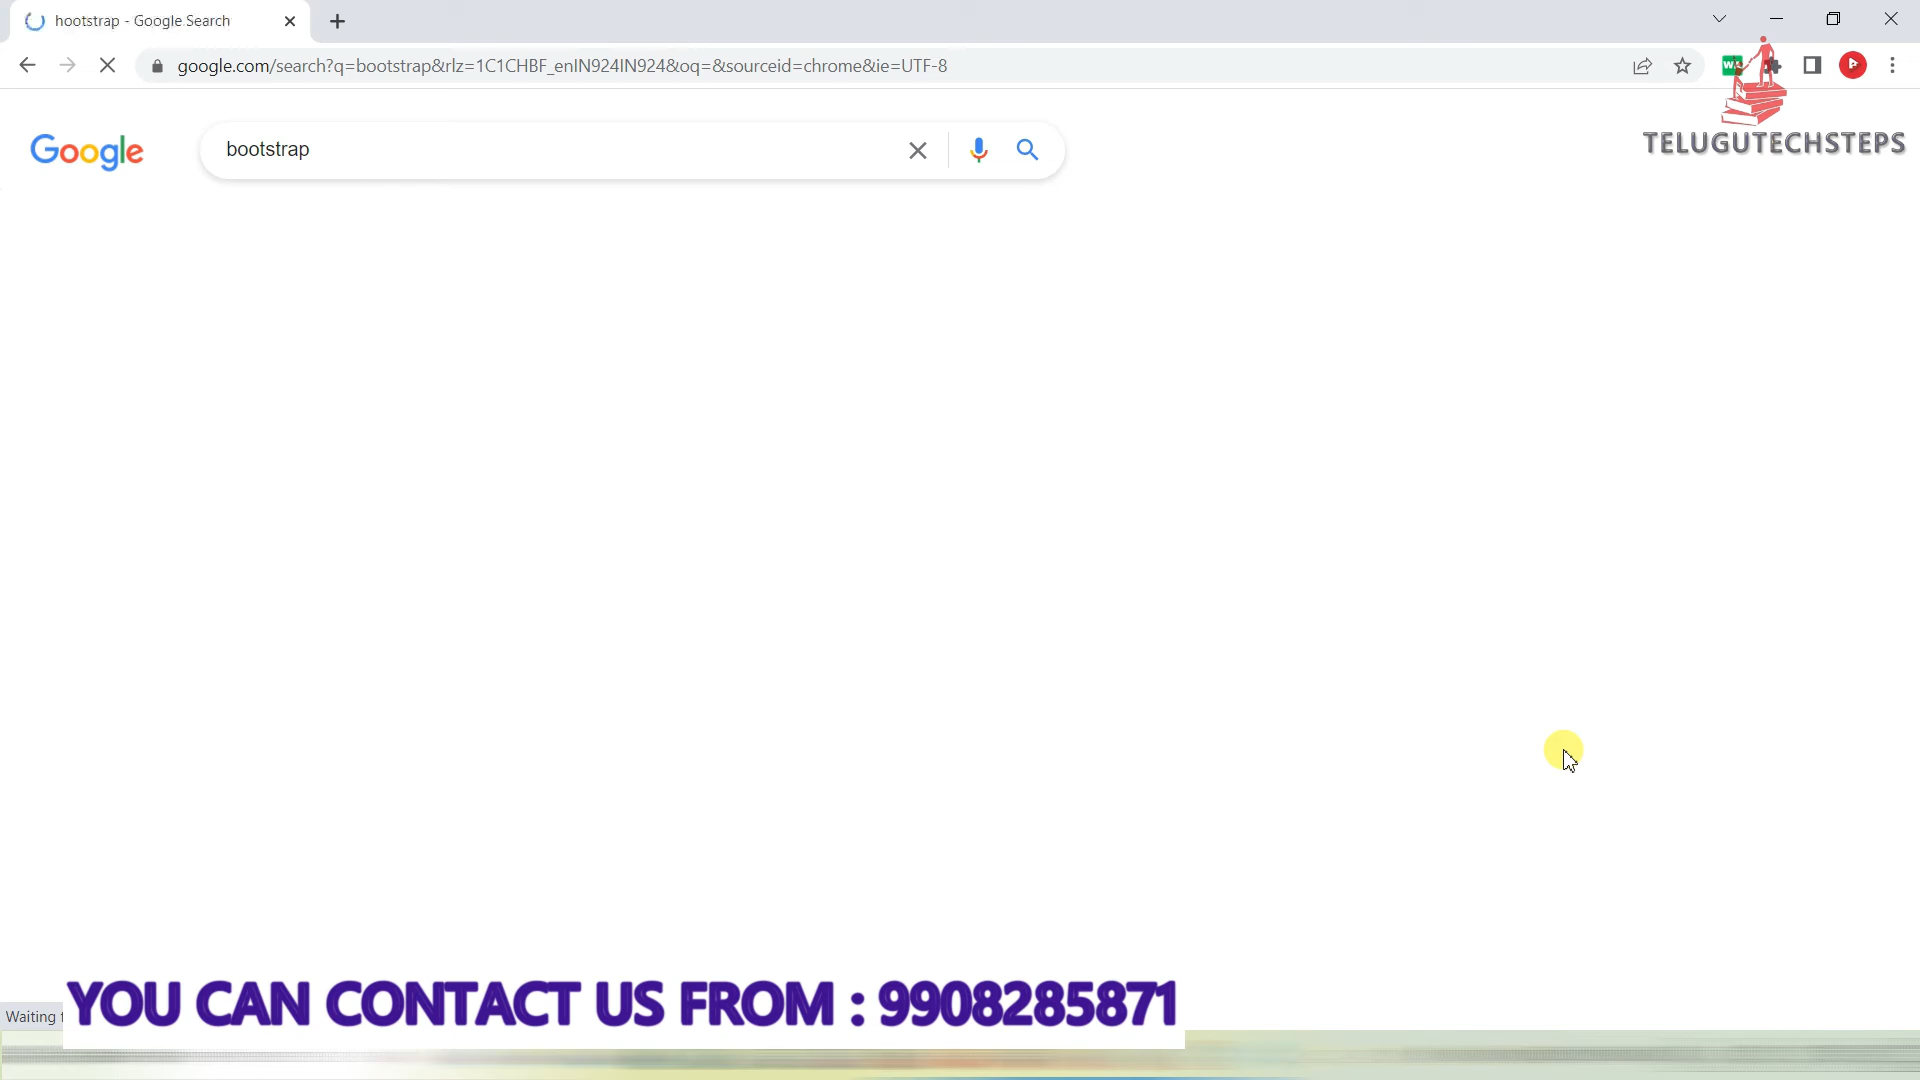 hootstrap - Google Search
google.com/search?q=bootstrap&rlz=1C1CHBF_enIN924IN924&oq=&sourceid=chrome&ie=UTF-8
TELUGUTECHSTEPS
Google
bootstrap
YOU CAN CONTACT US FROM : 9908285871
Waiting